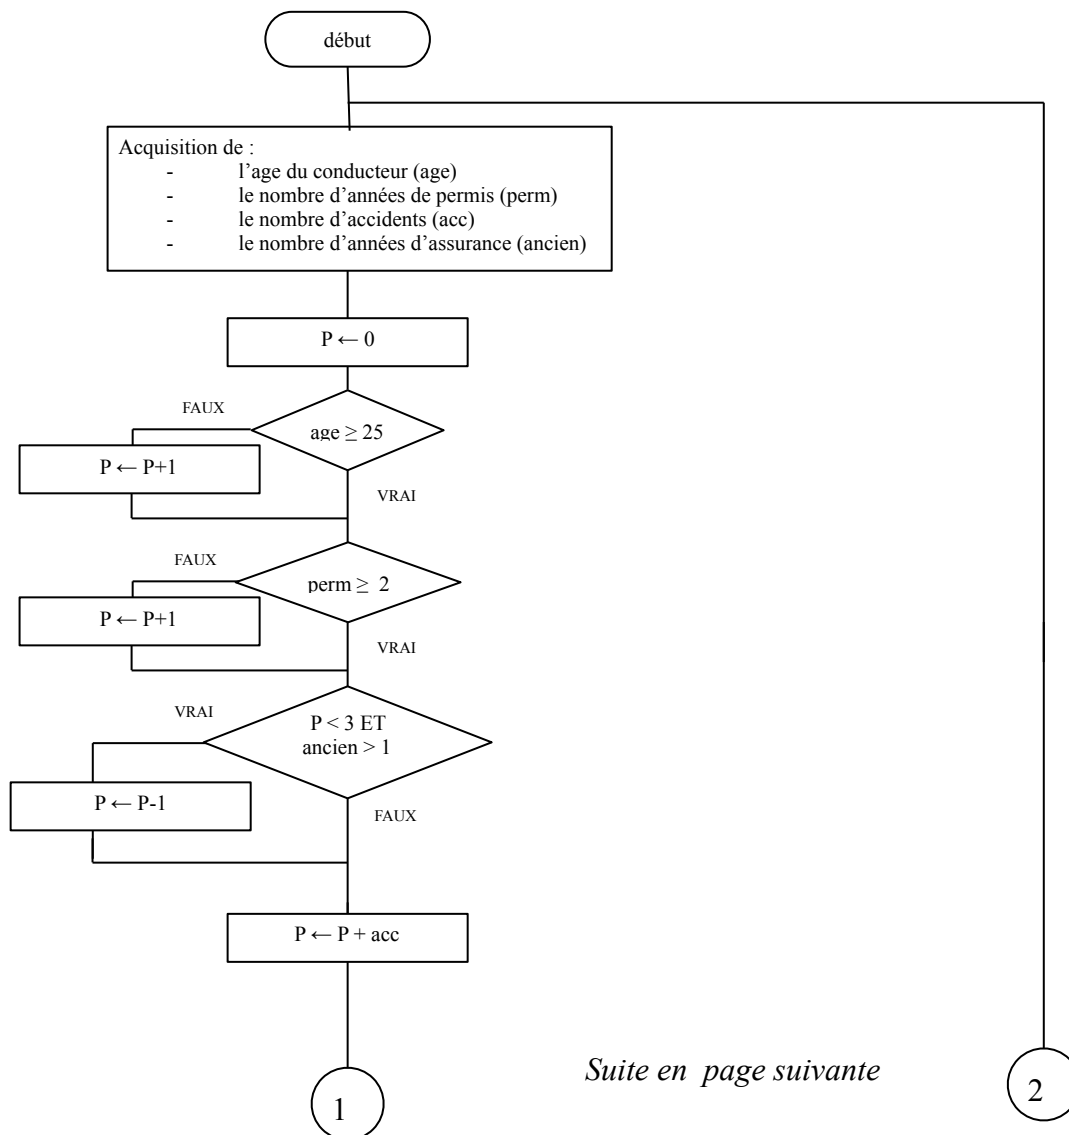 début
Acquisition de :
- l'age du conducteur (age)
- le nombre d'années de permis (perm)
- le nombre d'accidents (acc)
- le nombre d'années d'assurance (ancien)
P ← 0
FAUX
age ≥ 25
P ← P+1
VRAI
FAUX
perm ≥ 2
P ← P+1
VRAI
VRAI
P < 3 ET
ancien > 1
P ← P-1
FAUX
P ← P + acc
Suite en page suivante
1
2